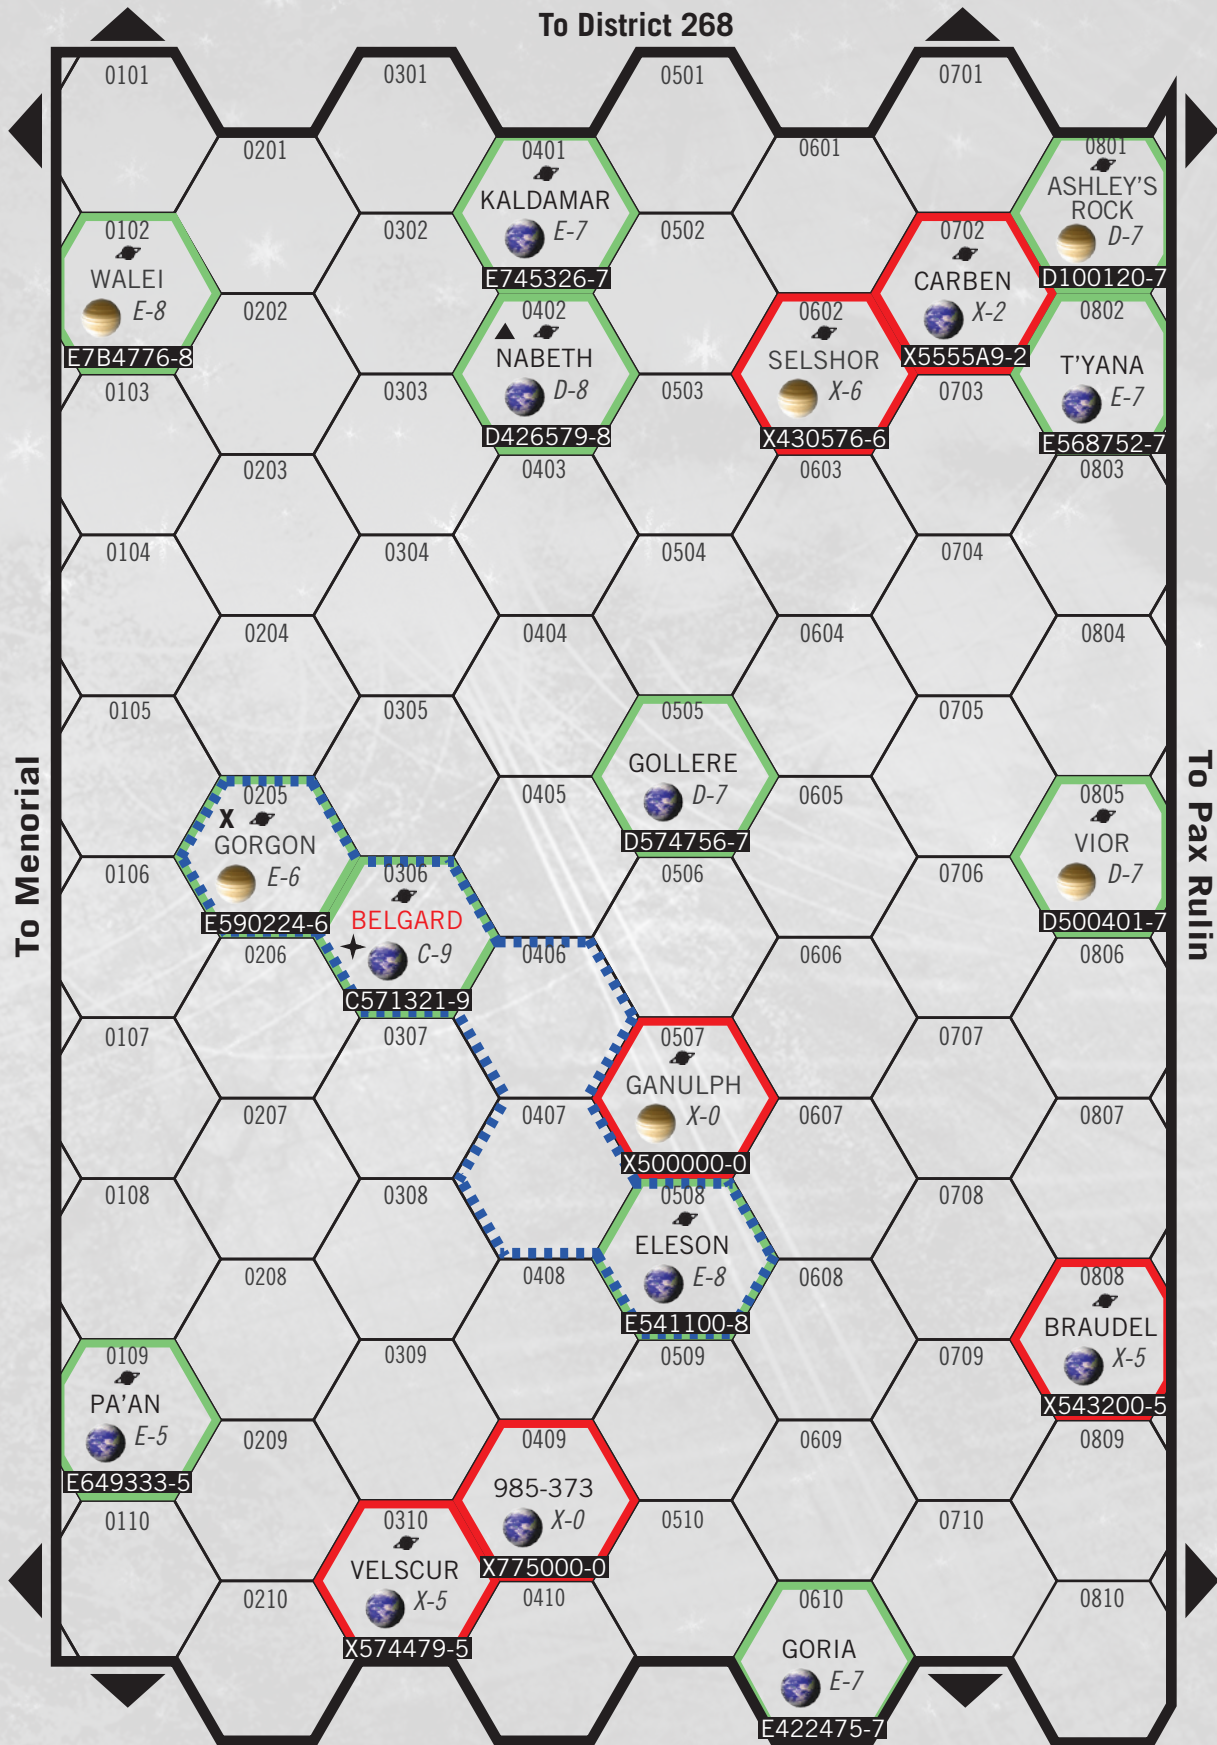 To District 268
0101
0301
0501
0701
0201
0401
KALDAMAR
E-7
E745326-7
0601
0801
ASHLEY'S
ROCK
D-7
D100120-7
0102
WALEI
E-8
E7B4776-8
0302
0502
0702
CARBEN
X-2
X5555A9-2
0202
0402
NABETH
D-8
D426579-8
0602
SELSHOR
X-6
X430576-6
0802
T'YANA
E-7
E568752-7
0103
0303
0503
0703
0203
0403
0603
0803
0104
0304
0504
0704
0204
0404
0604
0804
0105
0305
0505
GOLLERE
D-7
D574756-7
0705
To Menorial
To Pax Rulin
0205
X
GORGON
E-6
E590224-6
0405
0605
0805
VIOR
D-7
D500401-7
0106
0306
BELGARD
C-9
C571321-9
0506
0706
0206
0406
0606
0806
0107
0307
0507
GANULPH
X-0
X500000-0
0707
0207
0407
0607
0807
0108
0308
0508
ELESON
E-8
E541100-8
0708
0208
0408
0608
0808
BRAUDEL
X-5
X543200-5
0109
PA'AN
E-5
E649333-5
0309
0509
0709
0209
0409
985-373
X-0
X775000-0
0609
0809
0110
0310
VELSCUR
X-5
X574479-5
0510
0710
0210
0410
0610
GORIA
E-7
E422475-7
0810